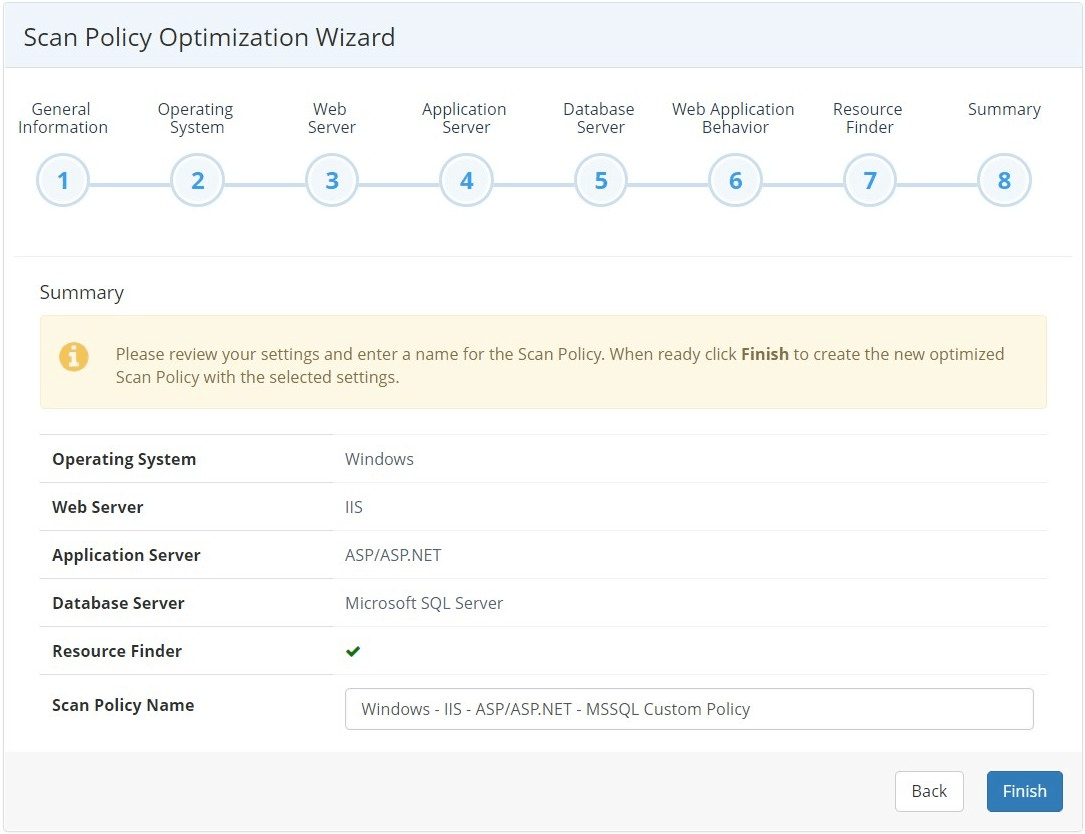 Scan Policy Optimization Wizard
General
Information
Operating
System
Web
Server
Application
Server
Database
Server
Web Application
Behavior
Resource
Finder
Summary
1
2
3
4
5
6
7
8
Summary
Please review your settings and enter a name for the Scan Policy. When ready click Finish to create the new optimized
Scan Policy with the selected settings.
Operating System Windows
Web Server IIS
Application Server ASP/ASP.NET
Database Server Microsoft SQL Server
Resource Finder
Scan Policy Name Windows - IIS - ASP/ASP.NET - MSSQL Custom Policy
Back Finish